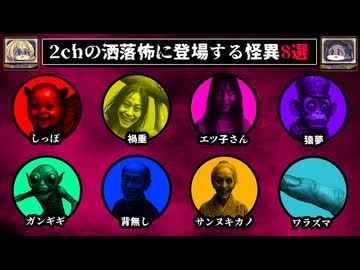 2chの洒落怖に登場する怪異8選
しっぽ
禍垂
エツ子さん
猿夢
ガンギギ
背無し
サンヌキカノ
ワラズマ